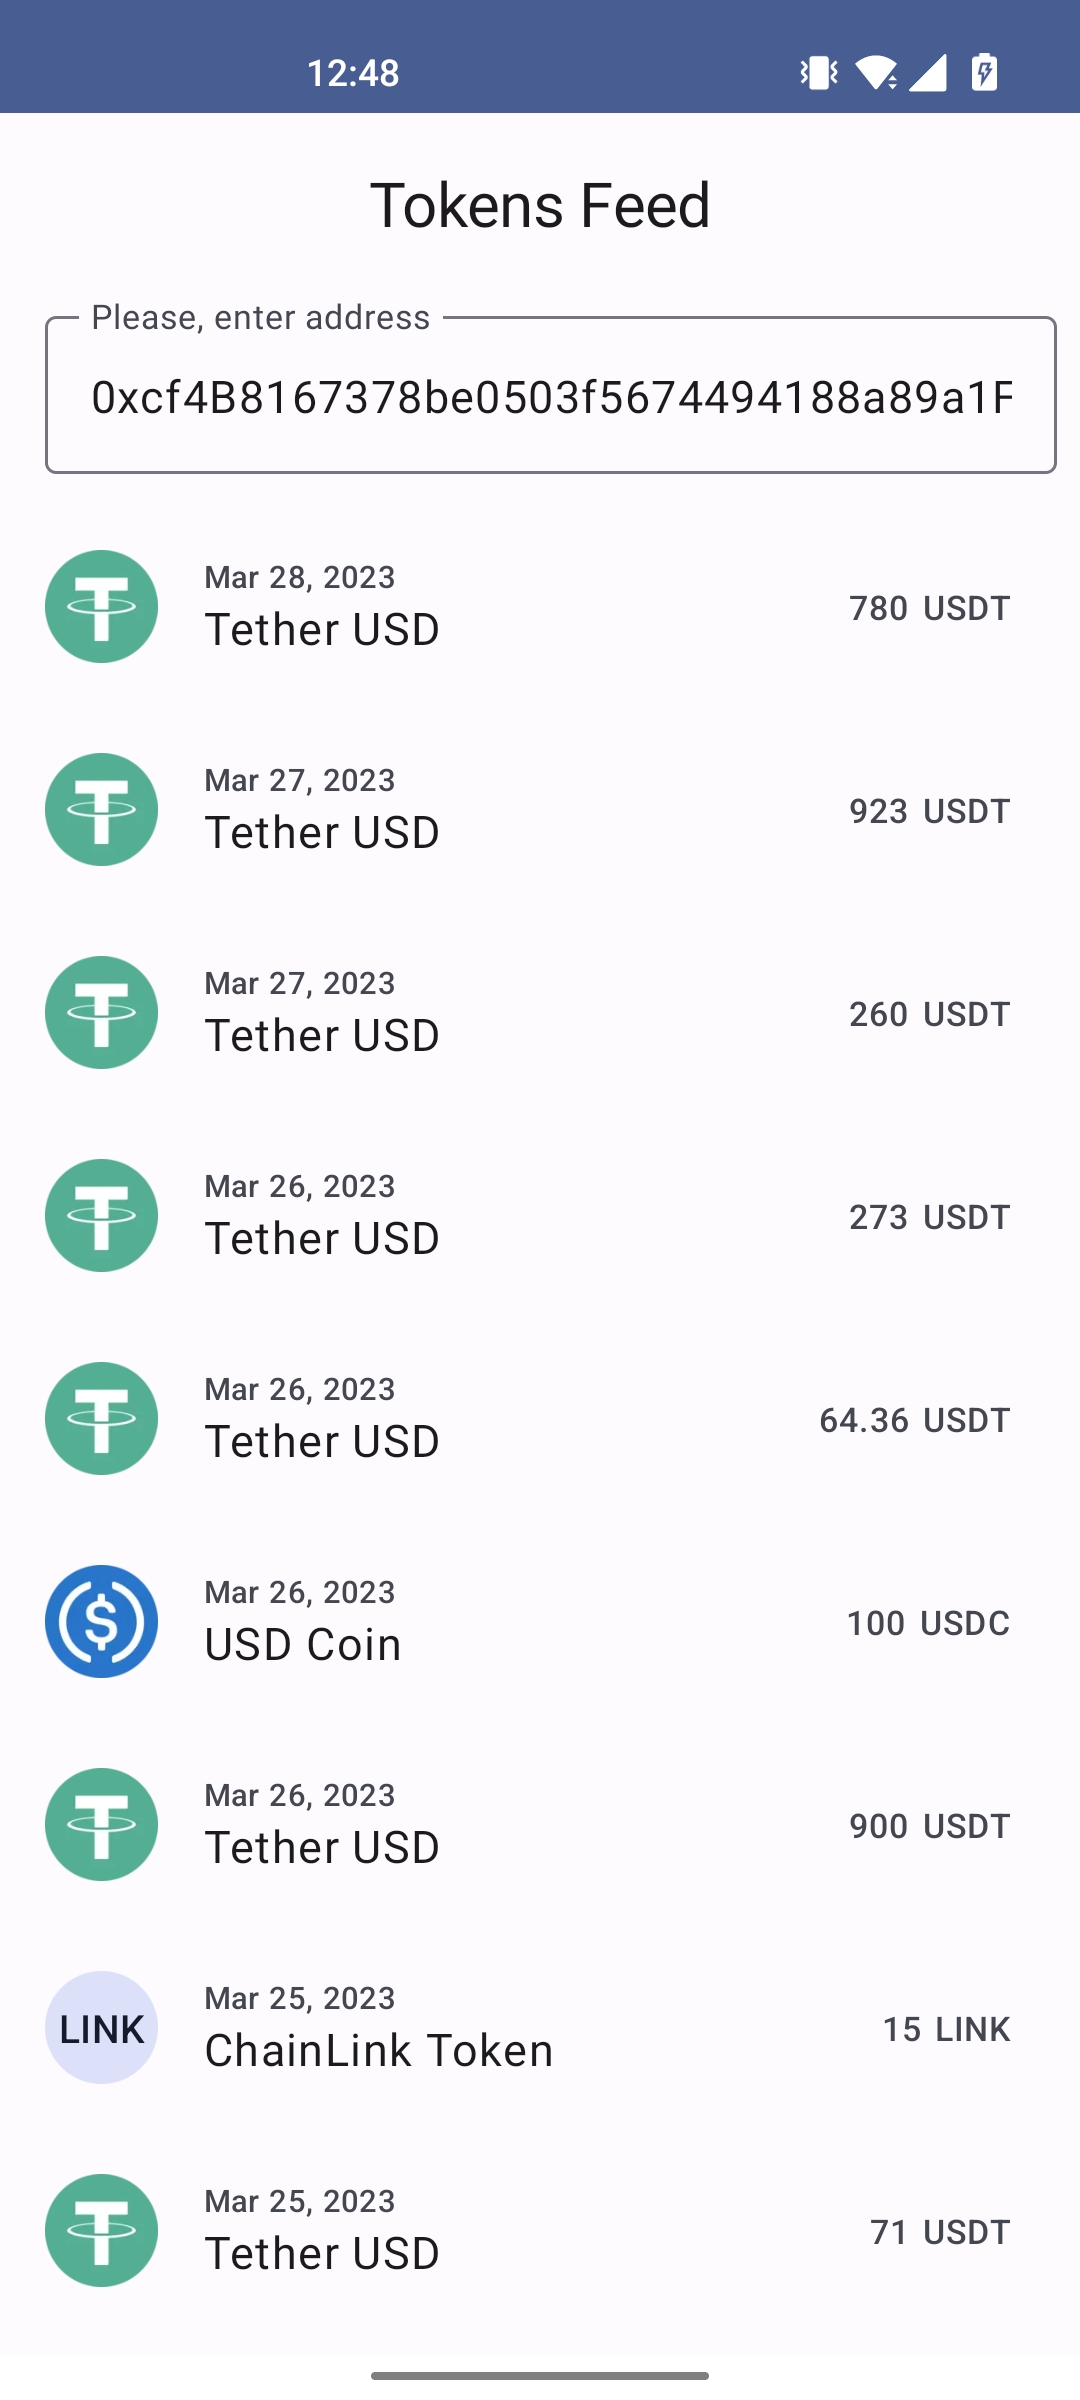 12:48
Tokens Feed
Please, enter address
0xcf4B8167378be0503f5674494188a89a1F
Mar 28, 2023
Tether USD
780 USDT
Mar 27, 2023
Tether USD
923 USDT
Mar 27, 2023
Tether USD
260 USDT
Mar 26, 2023
Tether USD
273 USDT
Mar 26, 2023
Tether USD
64.36 USDT
Mar 26, 2023
USD Coin
100 USDC
Mar 26, 2023
Tether USD
900 USDT
LINK
Mar 25, 2023
ChainLink Token
15 LINK
Mar 25, 2023
Tether USD
71 USDT